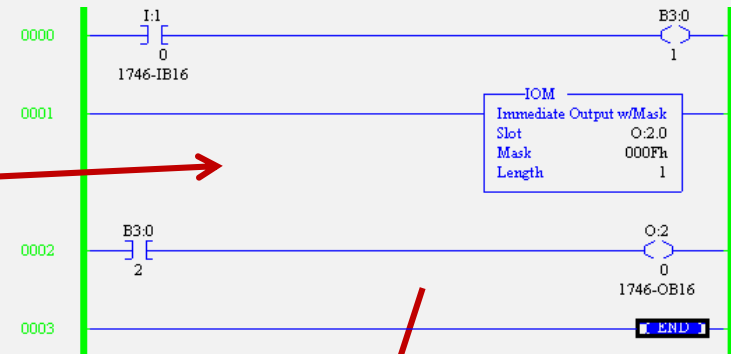 I:1 B3:0
0000
0 1
1746-IB16
IOM
0001 Immediate Output w/Mask
Slot O:2.0
Mask 000Fh
Length 1
B3:0 O:2
0002
2 0
1746-OB16
0003 END